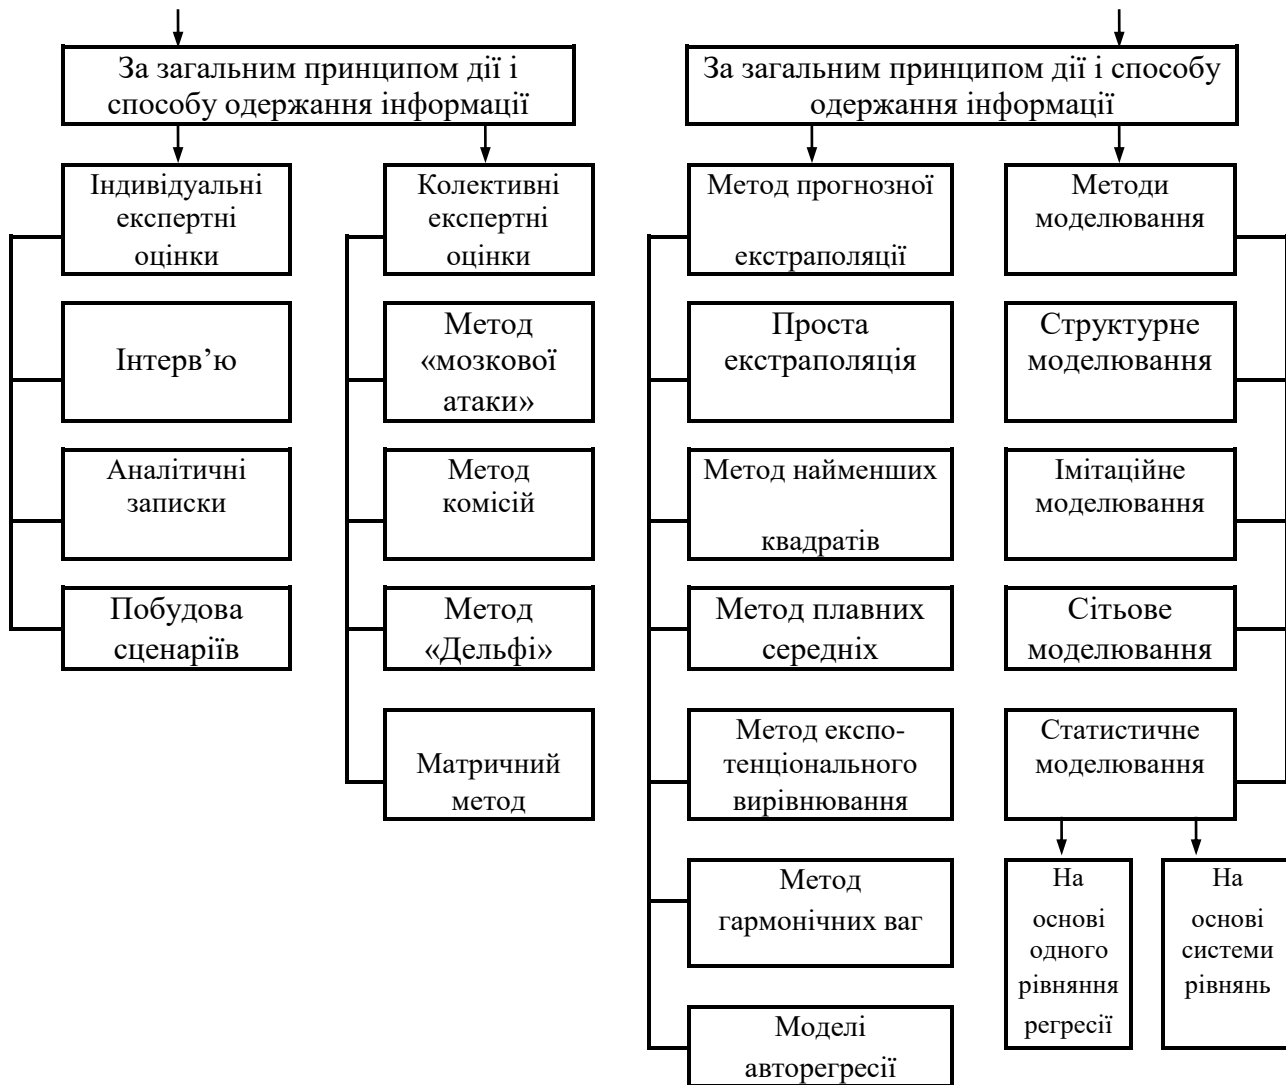 За загальним принципом дії і
способу одержання інформації
За загальним принципом дії і способу
одержання інформації
Індивідуальні
експертні
оцінки
Колективні
експертні
оцінки
Метод прогнозної
екстраполяції
Методи
моделювання
Інтерв’ю
Метод
«мозкової
атаки»
Проста
екстраполяція
Структурне
моделювання
Аналітичні
записки
Метод
комісій
Метод найменших
квадратів
Імітаційне
моделювання
Побудова
сценаріїв
Метод
«Дельфі»
Метод плавних
середніх
Сітьове
моделювання
Матричний
метод
Метод експо-
тенціонального
вирівнювання
Статистичне
моделювання
Метод
гармонічних ваг
На
основі
одного
рівняння
регресії
На
основі
системи
рівнянь
Моделі
авторегресії